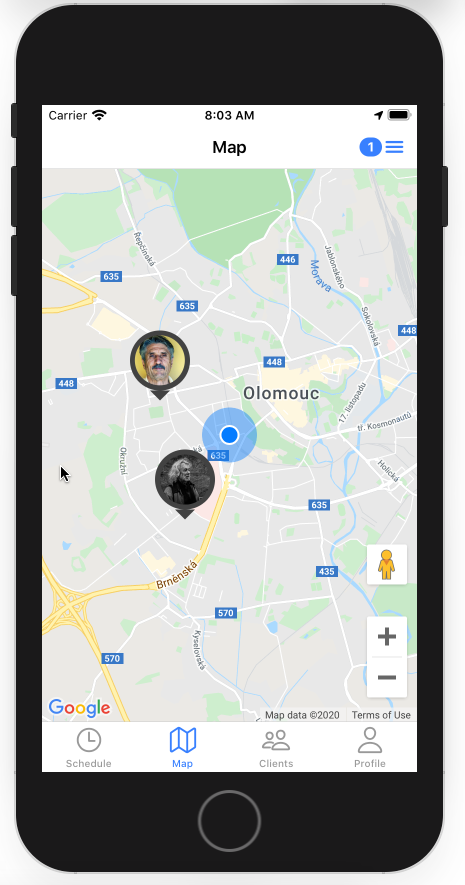 Carrier
8:03 AM
Map
1
Řepčínská
446
Jablonského
635
Morava
635
Sokolovská
448
448
448
Olomouc
17. listopadu
tř. Kosmonautů
Okružní
635
Holická
635
Brněnská
435
570
Kyselovská
570
Google
Map data ©2020
Terms of Use
Schedule
Map
Clients
Profile